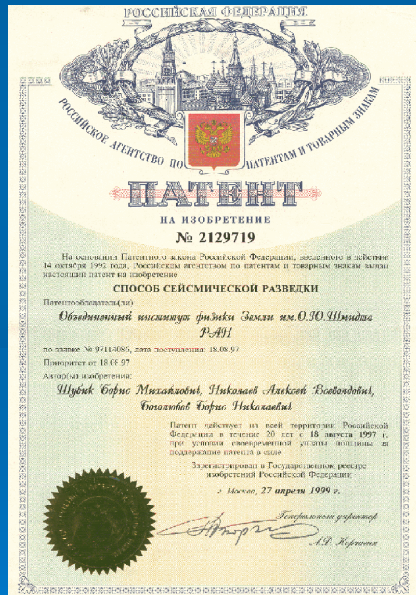 РОССИЙСКАЯ ФЕДЕРАЦИЯ
РОССИЙСКОЕ АГЕНТСТВО ПО ПАТЕНТАМ И ТОВАРНЫМ ЗНАКАМ
ПАТЕНТ
НА ИЗОБРЕТЕНИЕ
№ 2129719
На основании Патентного закона Российской Федерации, введенного в действие
14 октября 1992 года, Российским агентством по патентам и товарным знакам выдан
настоящий патент на изобретение
СПОСОБ СЕЙСМИЧЕСКОЙ РАЗВЕДКИ
Патентообладатель(ли)
Объединенный институт физики Земли им.О.Ю.Шмидта
РАН
по заявке № 97114086, дата поступления: 18.08.97
Приоритет от 18.08.97
Автор(ы) изобретения:
Шубик Борис Михайлович, Николаев Алексей Всеволодович,
Боголюбов Борис Николаевич
Патент действует на всей территории Российской
Федерации в течение 20 лет с 18 августа 1997 г.
при условии своевременной уплаты пошлины за
поддержание патента в силе
Зарегистрирован в Государственном реестре
изобретений Российской Федерации
г. Москва, 27 апреля 1999 г.
Генеральный директор
А.Д. Корчагин